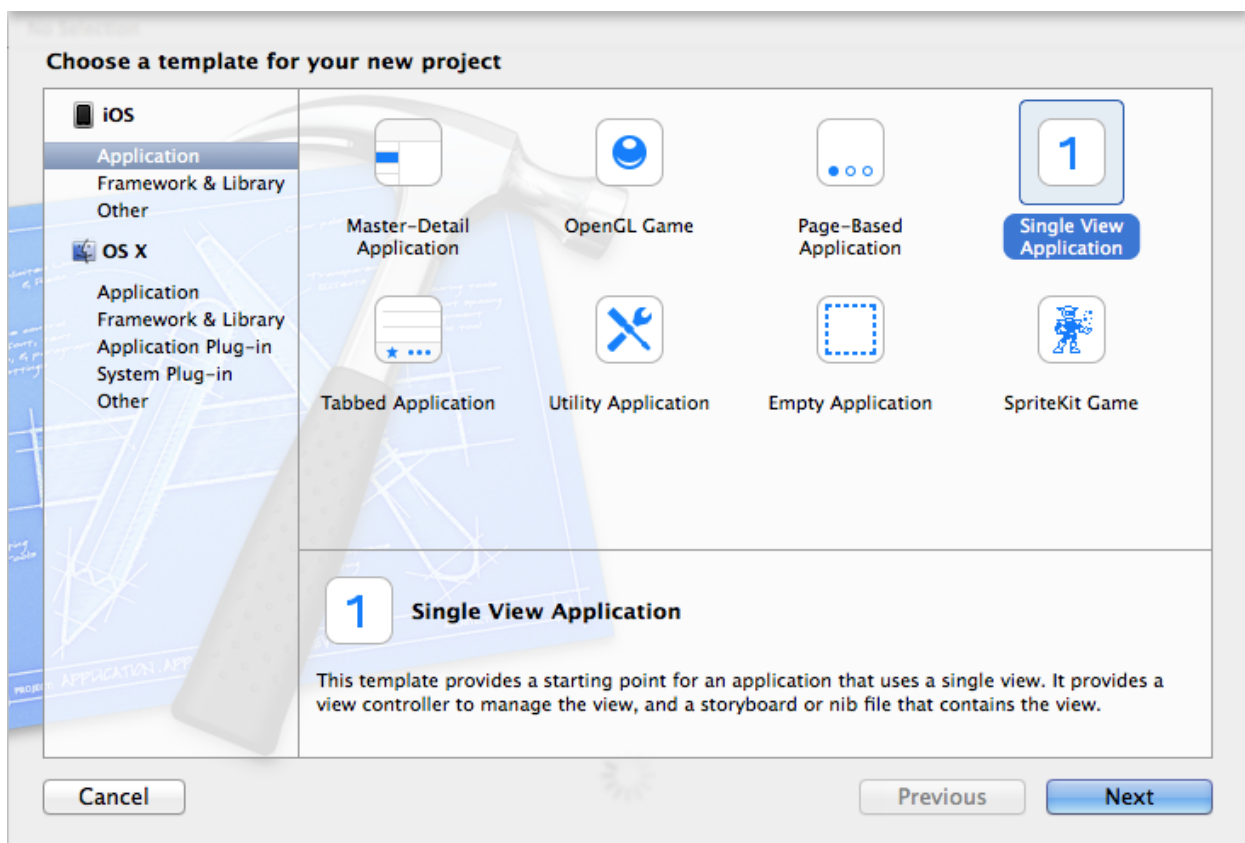 No Selection
Choose a template for your new project
iOS
Application
Framework & Library
Other
OS X
Application
Framework & Library
Application Plug-in
System Plug-in
Other
Master-Detail
Application
OpenGL Game
Page-Based
Application
1
Single View
Application
Tabbed Application
Utility Application
Empty Application
SpriteKit Game
1
Single View Application
This template provides a starting point for an application that uses a single view. It provides a
view controller to manage the view, and a storyboard or nib file that contains the view.
Cancel
Previous
Next